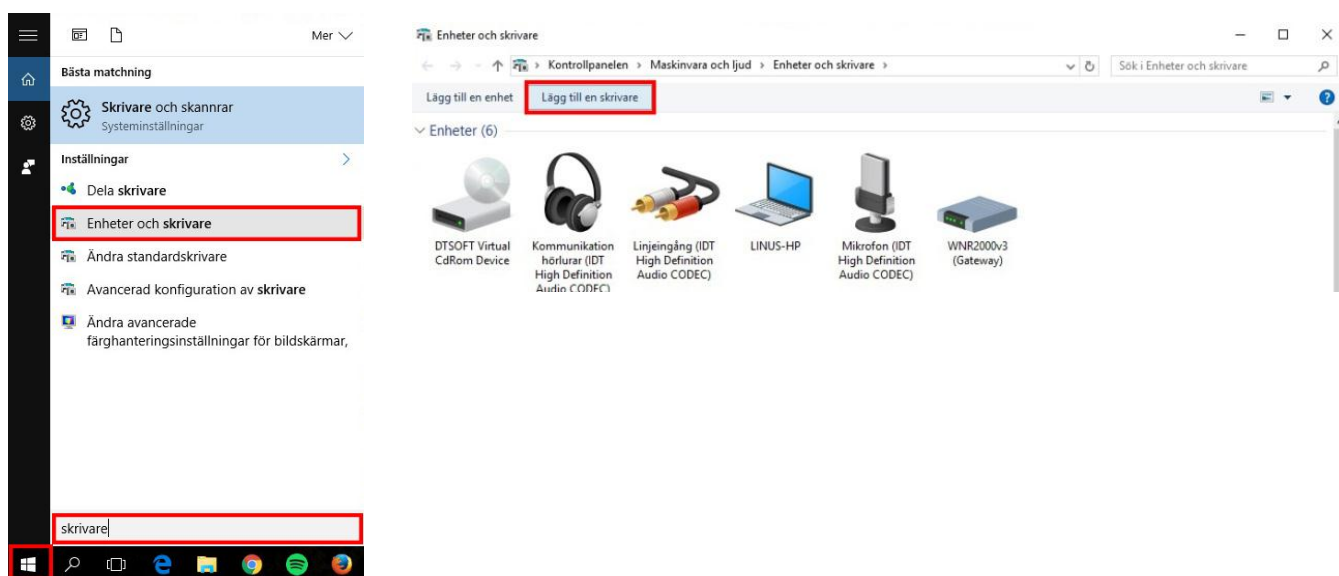 Mer
Bästa matchning
Skrivare och skannrar
Systeminställningar
Inställningar
Dela skrivare
Enheter och skrivare
Ändra standardskrivare
Avancerad konfiguration av skrivare
Ändra avancerade
färghanteringsinställningar för bildskärmar,
skrivare
Enheter och skrivare
Kontrollpanelen > Maskinvara och ljud > Enheter och skrivare >
Sök i Enheter och skrivare
Lägg till en enhet
Lägg till en skrivare
Enheter (6)
DTSOFT Virtual
CdRom Device
Kommunikation
hörlurar (IDT
High Definition
Audio CODEC)
Linjeingång (IDT
High Definition
Audio CODEC)
LINUS-HP
Mikrofon (IDT
High Definition
Audio CODEC)
WNR2000v3
(Gateway)